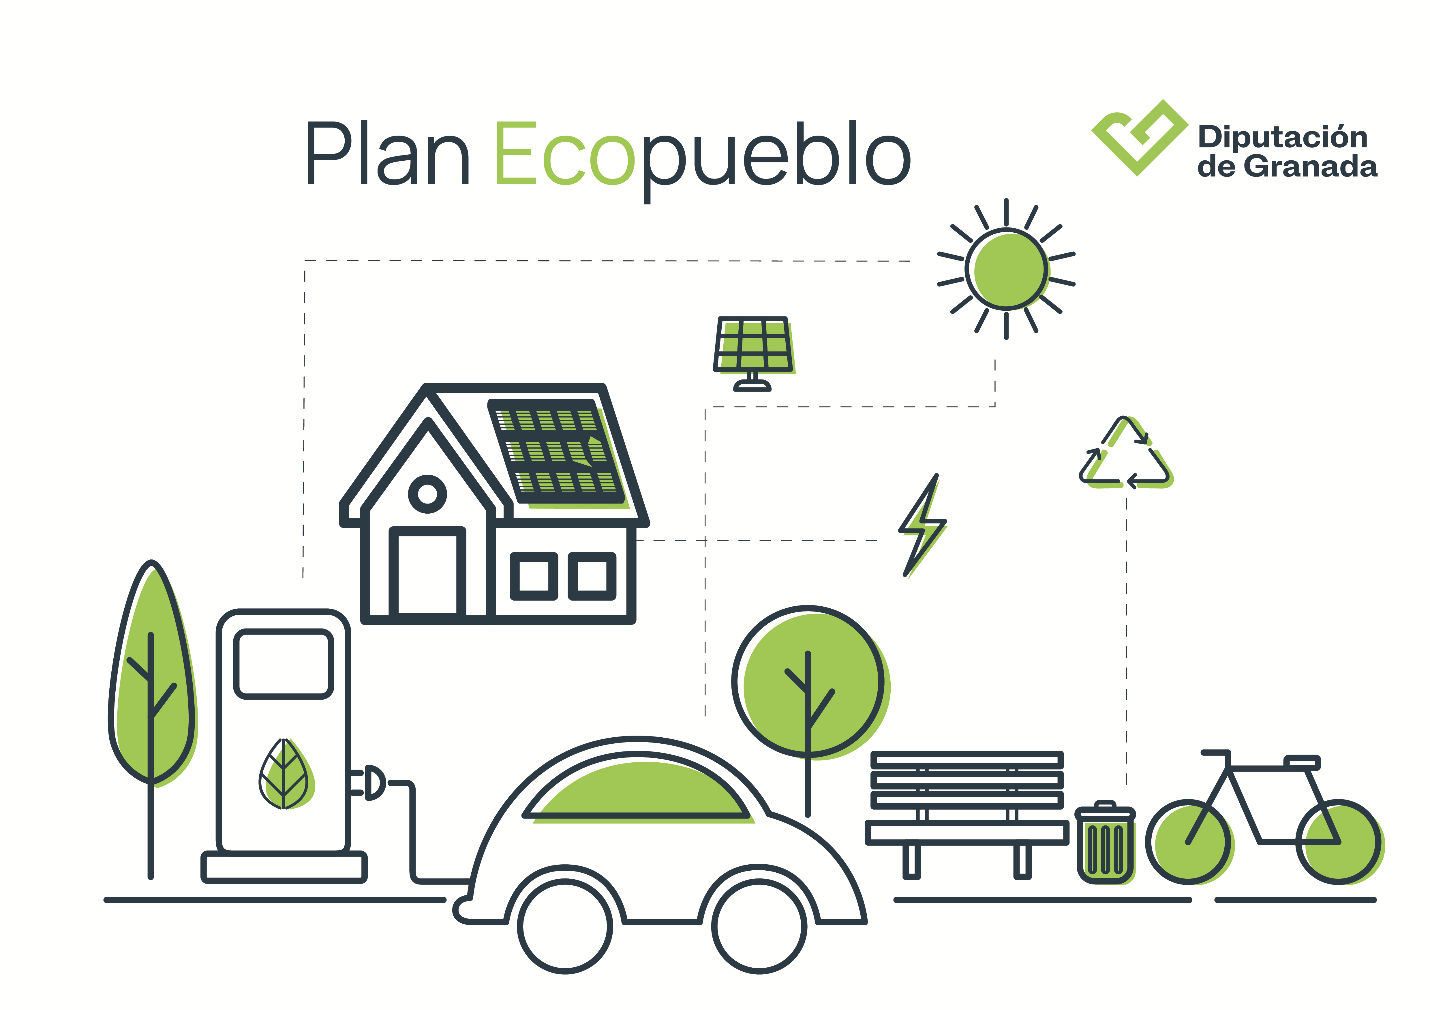 Plan Ecopueblo
Diputación
de Granada